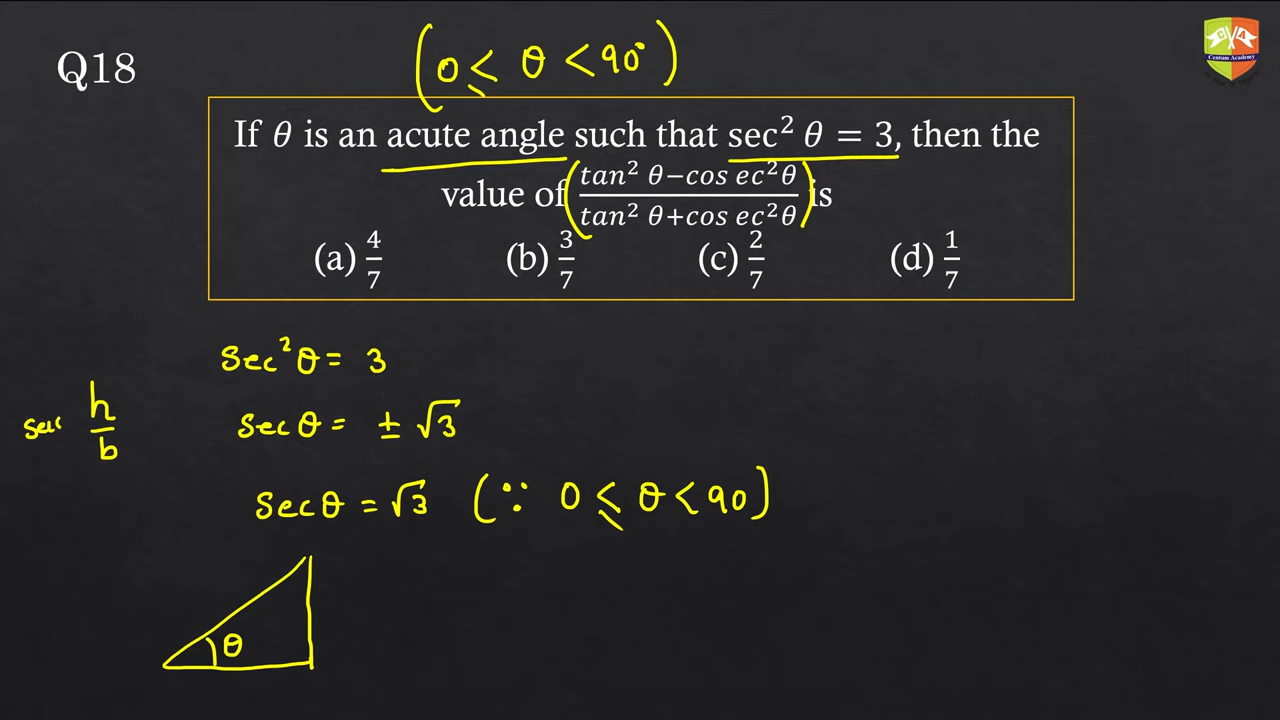 Q18
(0 ≤ θ < 90°)
If θ is an acute angle such that sec² θ = 3, then the
value of (tan² θ−cos ec²θ / tan² θ+cos ec²θ) is
(a) 4/7 (b) 3/7 (c) 2/7 (d) 1/7
sec²θ = 3
sec h/b
secθ = ± √3
secθ = √3 (∵ 0 ≤ θ < 90)
θ
C A
Centum Academy